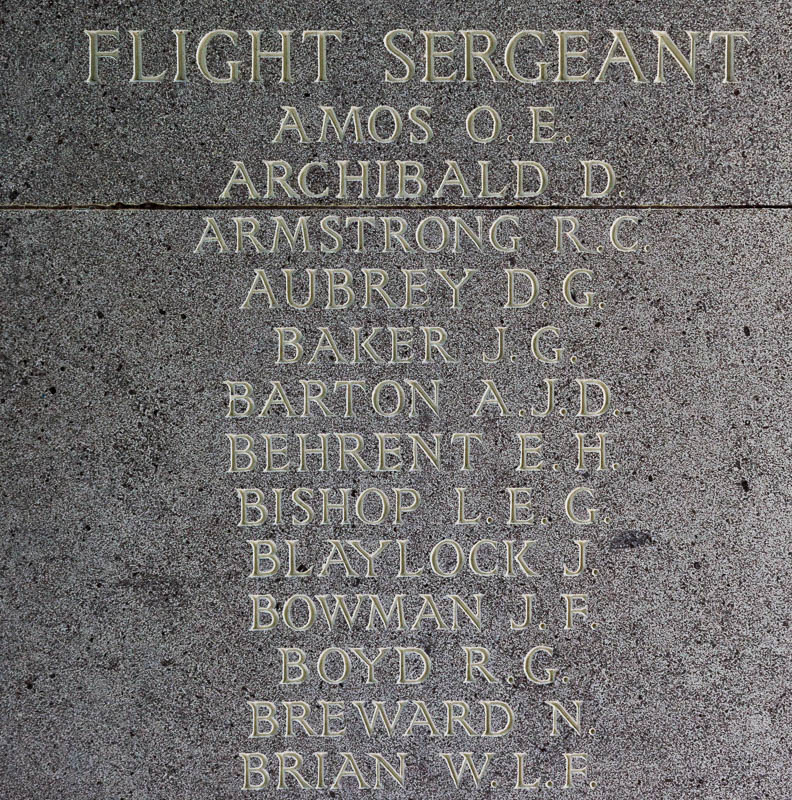 FLIGHT SERGEANT
AMOS O.E.
ARCHIBALD D.
ARMSTRONG R.C.
AUBREY D.G.
BAKER J.G.
BARTON A.J.D.
BEHRENT E.H.
BISHOP L.E.G.
BLAYLOCK J.
BOWMAN J.F.
BOYD R.G.
BREWARD N.
BRIAN W.L.F.